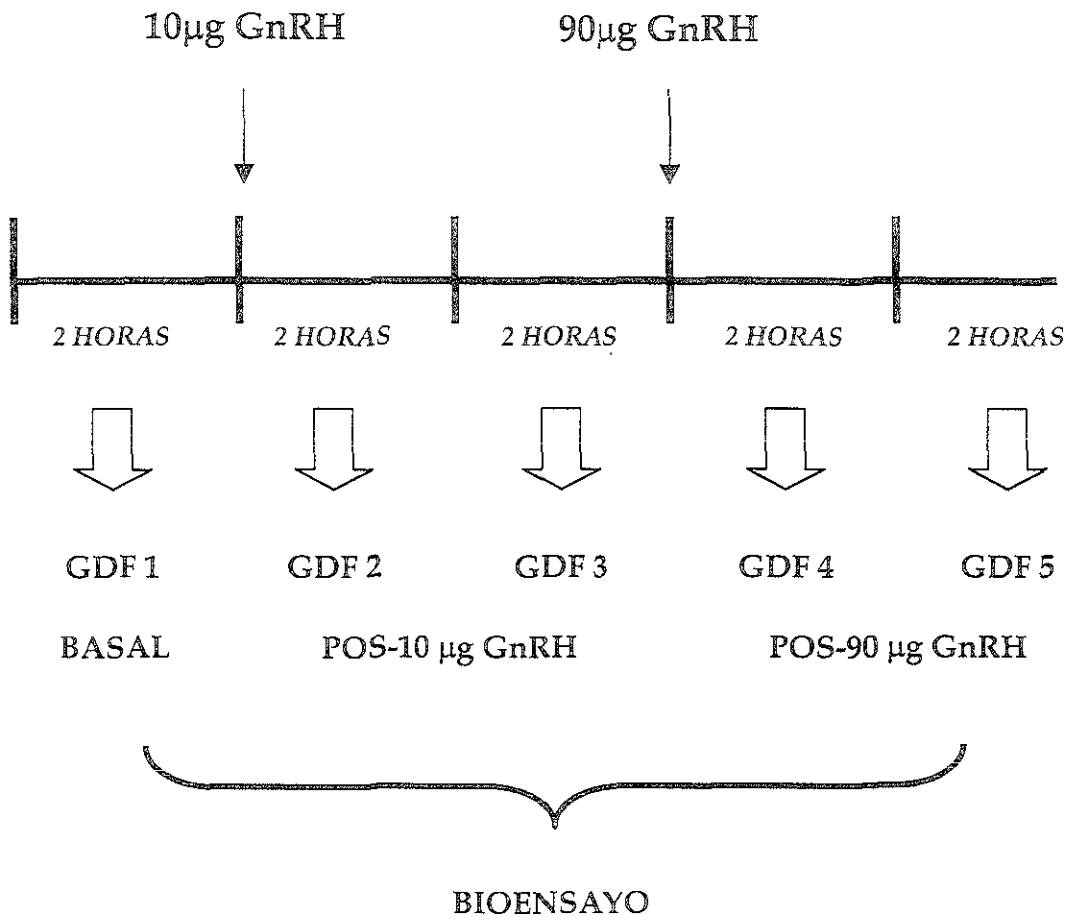 10µg GnRH 90µg GnRH
2 HORAS 2 HORAS 2 HORAS 2 HORAS 2 HORAS
GDF 1 GDF 2 GDF 3 GDF 4 GDF 5
BASAL POS-10 µg GnRH POS-90 µg GnRH
BIOENSAYO